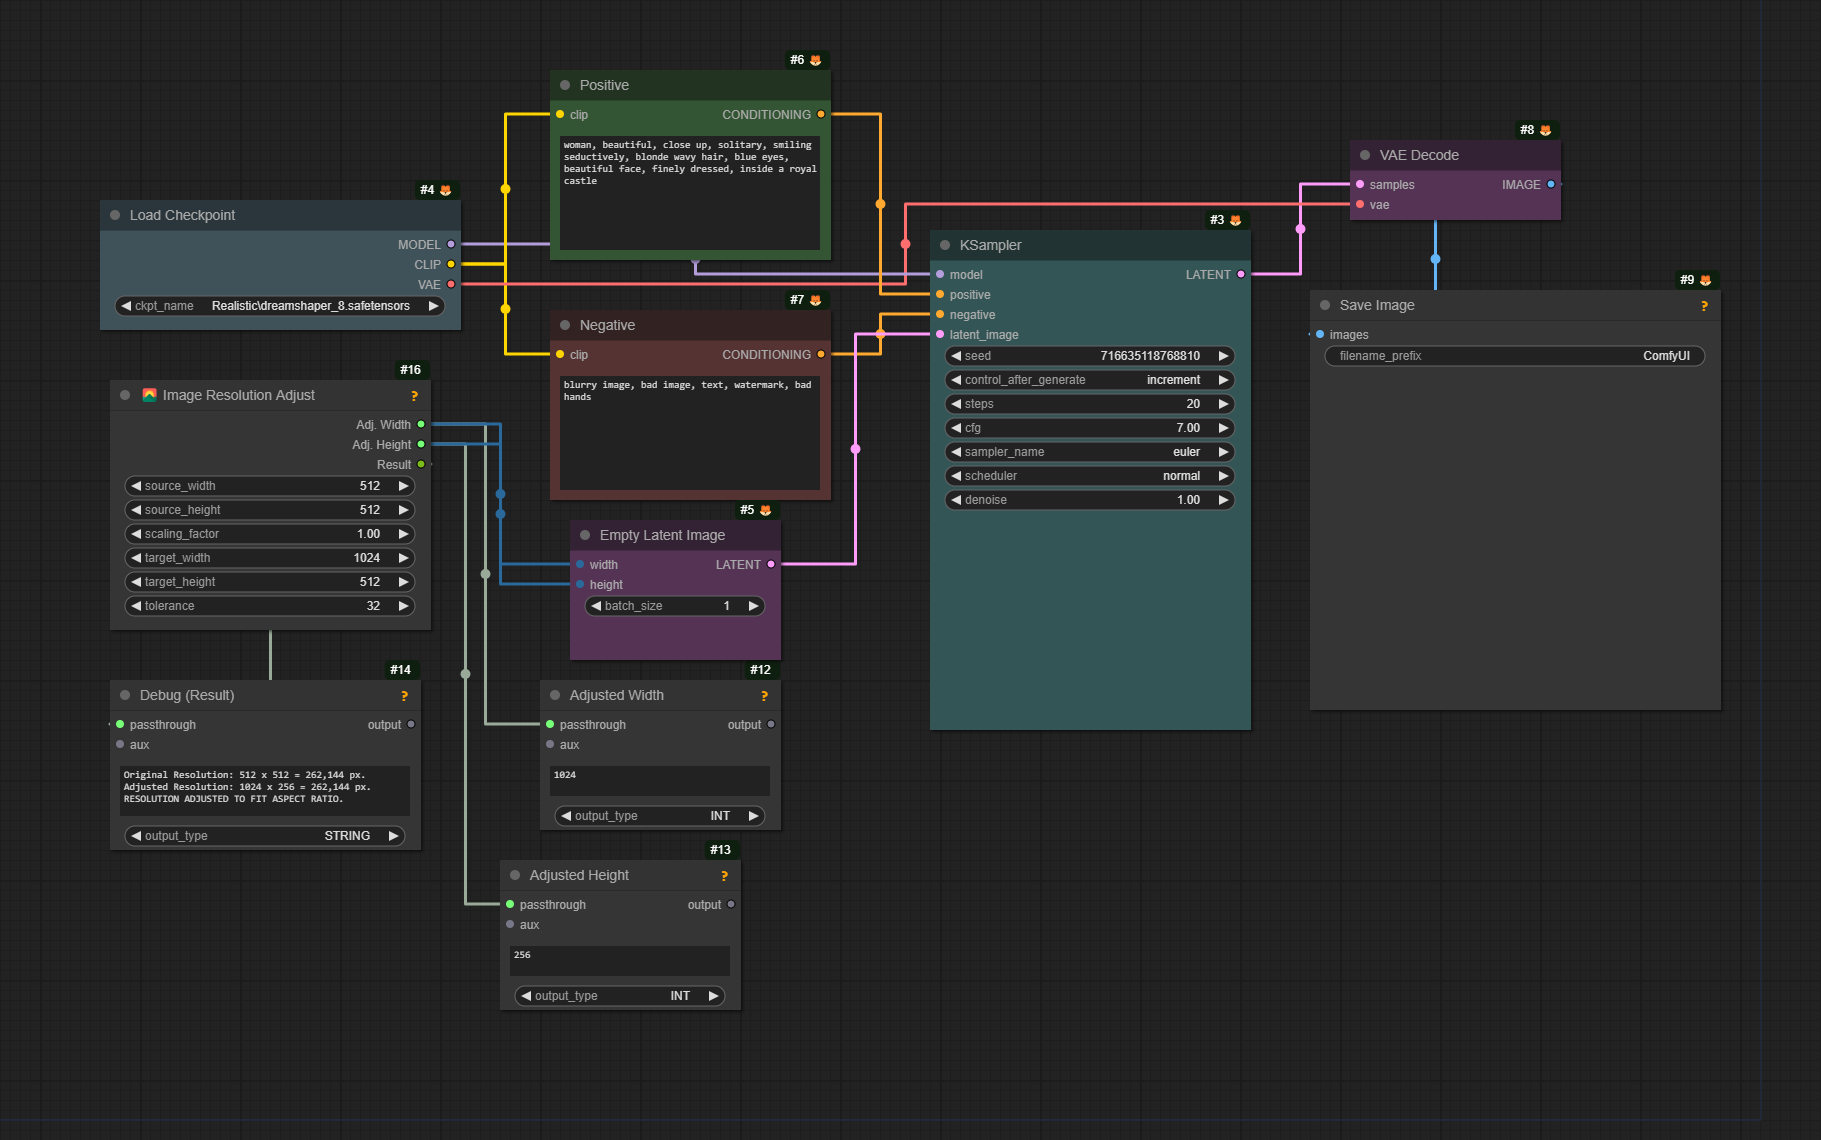 #6
Positive
clip CONDITIONING
woman, beautiful, close up, solitary, smiling
seductively, blonde wavy hair, blue eyes,
beautiful face, finely dressed, inside a royal
castle
#4
Load Checkpoint
MODEL
CLIP
VAE
ckpt_name Realistic\dreamshaper_8.safetensors
#7
Negative
clip CONDITIONING
blurry image, bad image, text, watermark, bad
hands
#16
Image Resolution Adjust ?
Adj. Width
Adj. Height
Result
source_width 512
source_height 512
scaling_factor 1.00
target_width 1024
target_height 512
tolerance 32
#5
Empty Latent Image
width LATENT
height
batch_size 1
#14
Debug (Result) ?
passthrough output
aux
Original Resolution: 512 x 512 = 262,144 px.
Adjusted Resolution: 1024 x 256 = 262,144 px.
RESOLUTION ADJUSTED TO FIT ASPECT RATIO.
output_type STRING
#12
Adjusted Width ?
passthrough output
aux
1024
output_type INT
#13
Adjusted Height ?
passthrough output
aux
256
output_type INT
#3
KSampler
model LATENT
positive
negative
latent_image
seed 716635118768810
control_after_generate increment
steps 20
cfg 7.00
sampler_name euler
scheduler normal
denoise 1.00
#8
VAE Decode
samples IMAGE
vae
#9
Save Image ?
images
filename_prefix ComfyUI